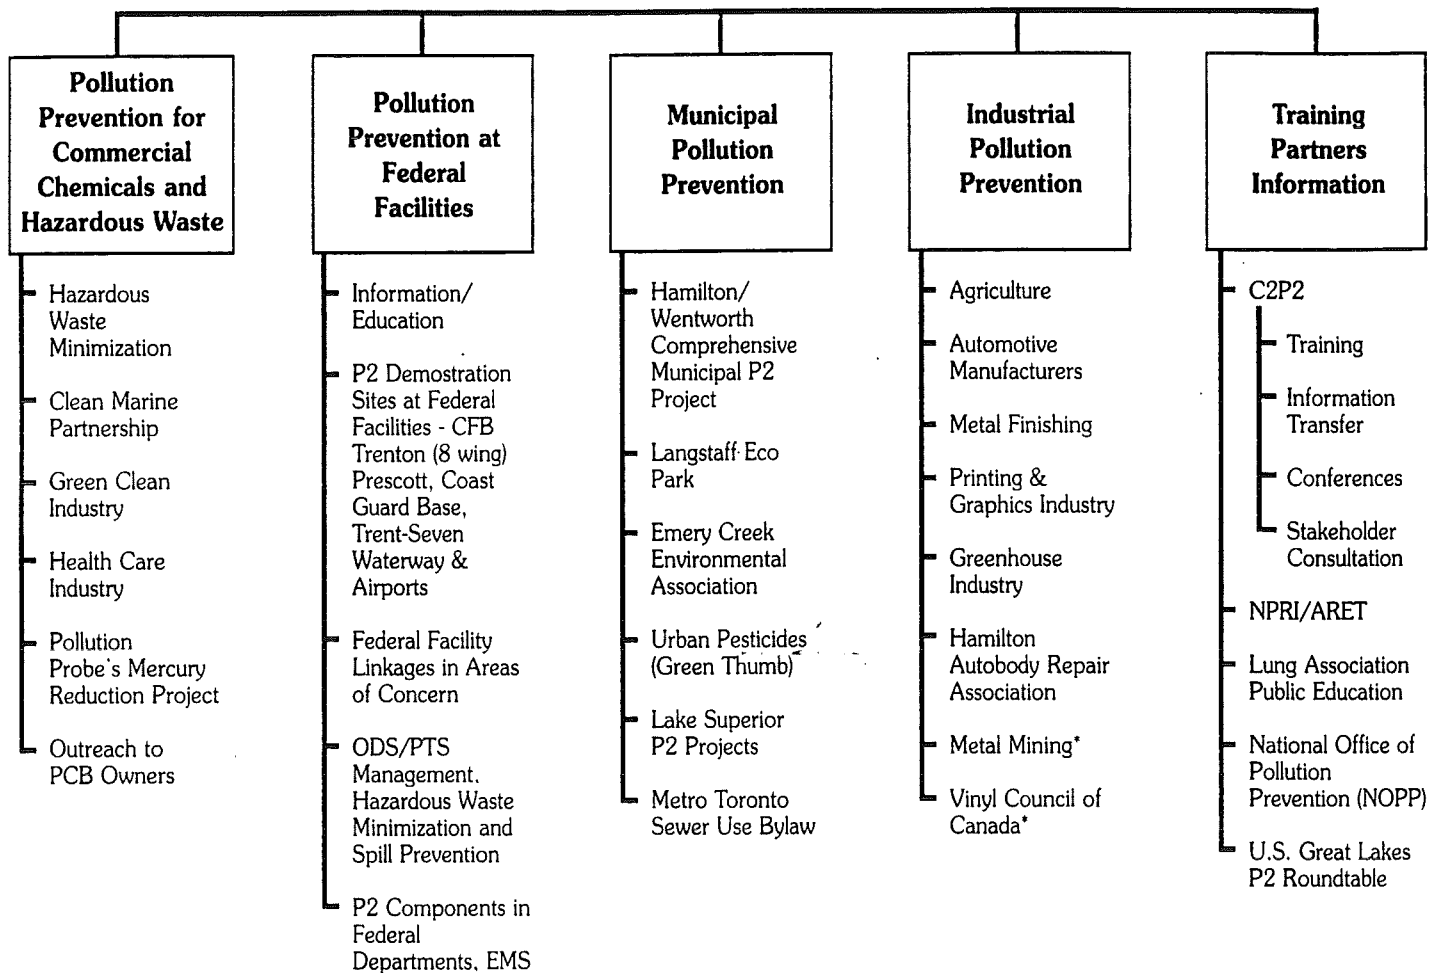 Pollution
Prevention for
Commercial
Chemicals and
Hazardous Waste
Hazardous
Waste
Minimization
Clean Marine
Partnership
Green Clean
Industry
Health Care
Industry
Pollution
Probe's Mercury
Reduction Project
Outreach to
PCB Owners
Pollution
Prevention at
Federal
Facilities
Information/
Education
P2 Demostration
Sites at Federal
Facilities - CFB
Trenton (8 wing)
Prescott, Coast
Guard Base,
Trent-Seven
Waterway &
Airports
Federal Facility
Linkages in Areas
of Concern
ODS/PTS
Management,
Hazardous Waste
Minimization and
Spill Prevention
P2 Components in
Federal
Departments, EMS
Municipal
Pollution
Prevention
Hamilton/
Wentworth
Comprehensive
Municipal P2
Project
Langstaff Eco
Park
Emery Creek
Environmental
Association
Urban Pesticides
(Green Thumb)
Lake Superior
P2 Projects
Metro Toronto
Sewer Use Bylaw
Industrial
Pollution
Prevention
Agriculture
Automotive
Manufacturers
Metal Finishing
Printing &
Graphics Industry
Greenhouse
Industry
Hamilton
Autobody Repair
Association
Metal Mining*
Vinyl Council of
Canada*
Training
Partners
Information
C2P2
Training
Information
Transfer
Conferences
Stakeholder
Consultation
NPRI/ARET
Lung Association
Public Education
National Office of
Pollution
Prevention (NOPP)
U.S. Great Lakes
P2 Roundtable